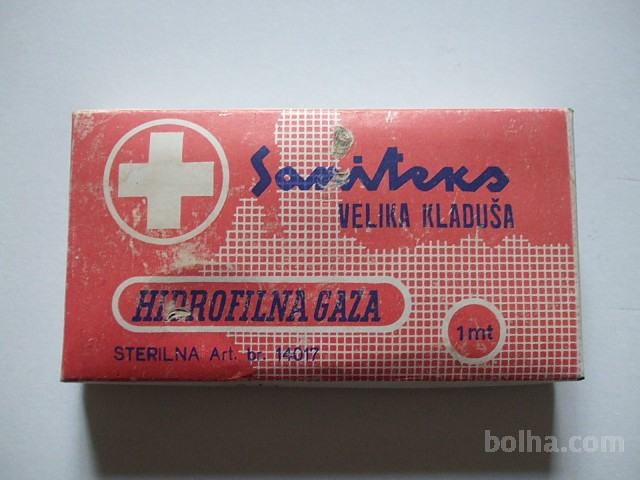 Saniteks
VELIKA KLADUŠA
HIDROFILNA GAZA
1mt
STERILNA Art. br. 14017
bolha.com